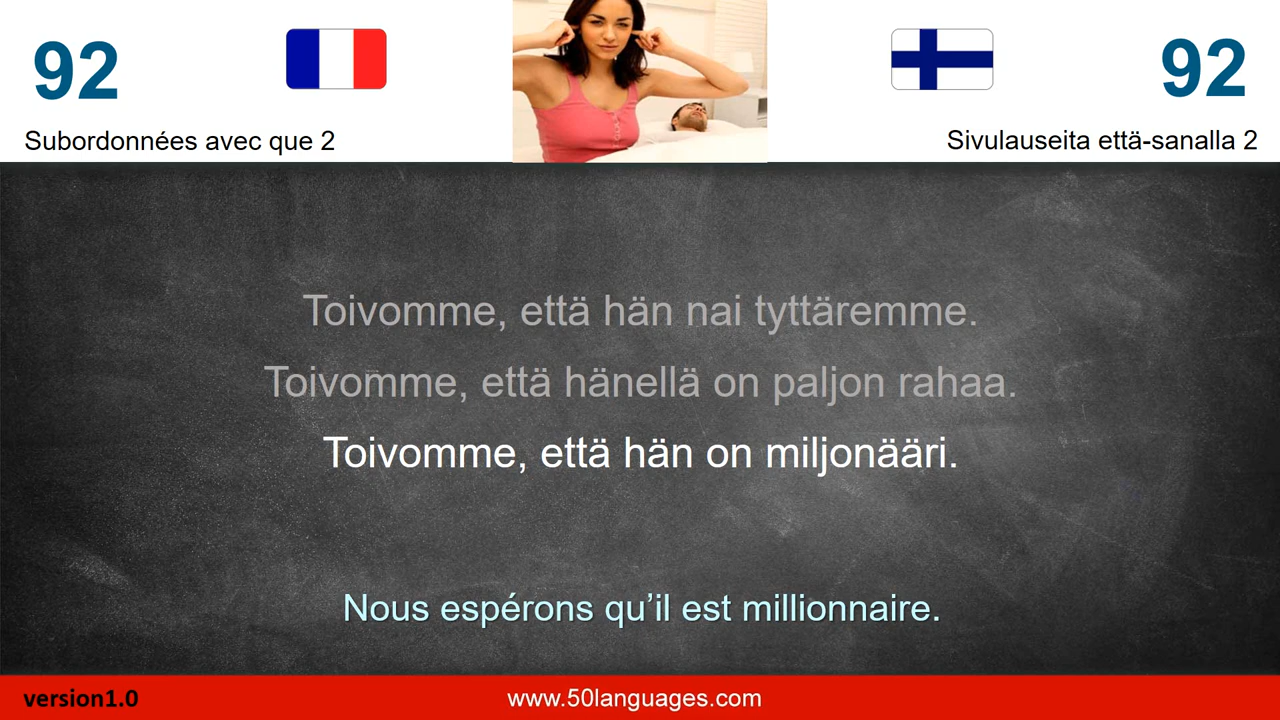 92
92
Subordonnées avec que 2
Sivulauseita että-sanalla 2
Toivomme, että hän nai tyttäremme.
Toivomme, että hänellä on paljon rahaa.
Toivomme, että hän on miljonääri.
Nous espérons qu’il est millionnaire.
version1.0
www.50languages.com